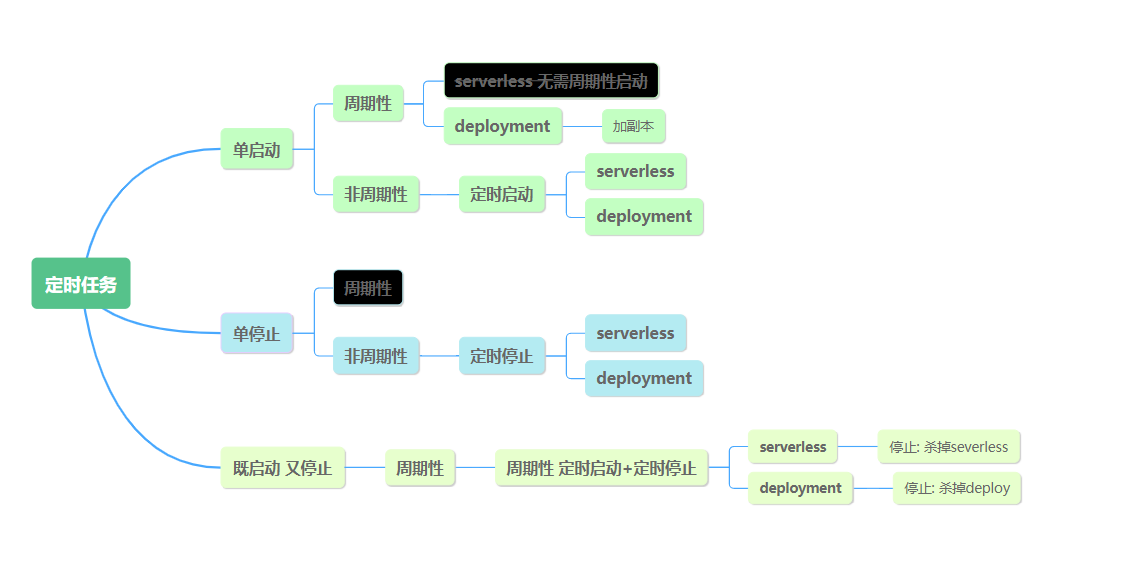 定时任务
单启动
周期性
serverless 无需周期性启动
deployment
加副本
非周期性
定时启动
serverless
deployment
单停止
周期性
非周期性
定时停止
serverless
deployment
既启动 又停止
周期性
周期性 定时启动+定时停止
serverless
停止: 杀掉severless
deployment
停止: 杀掉deploy